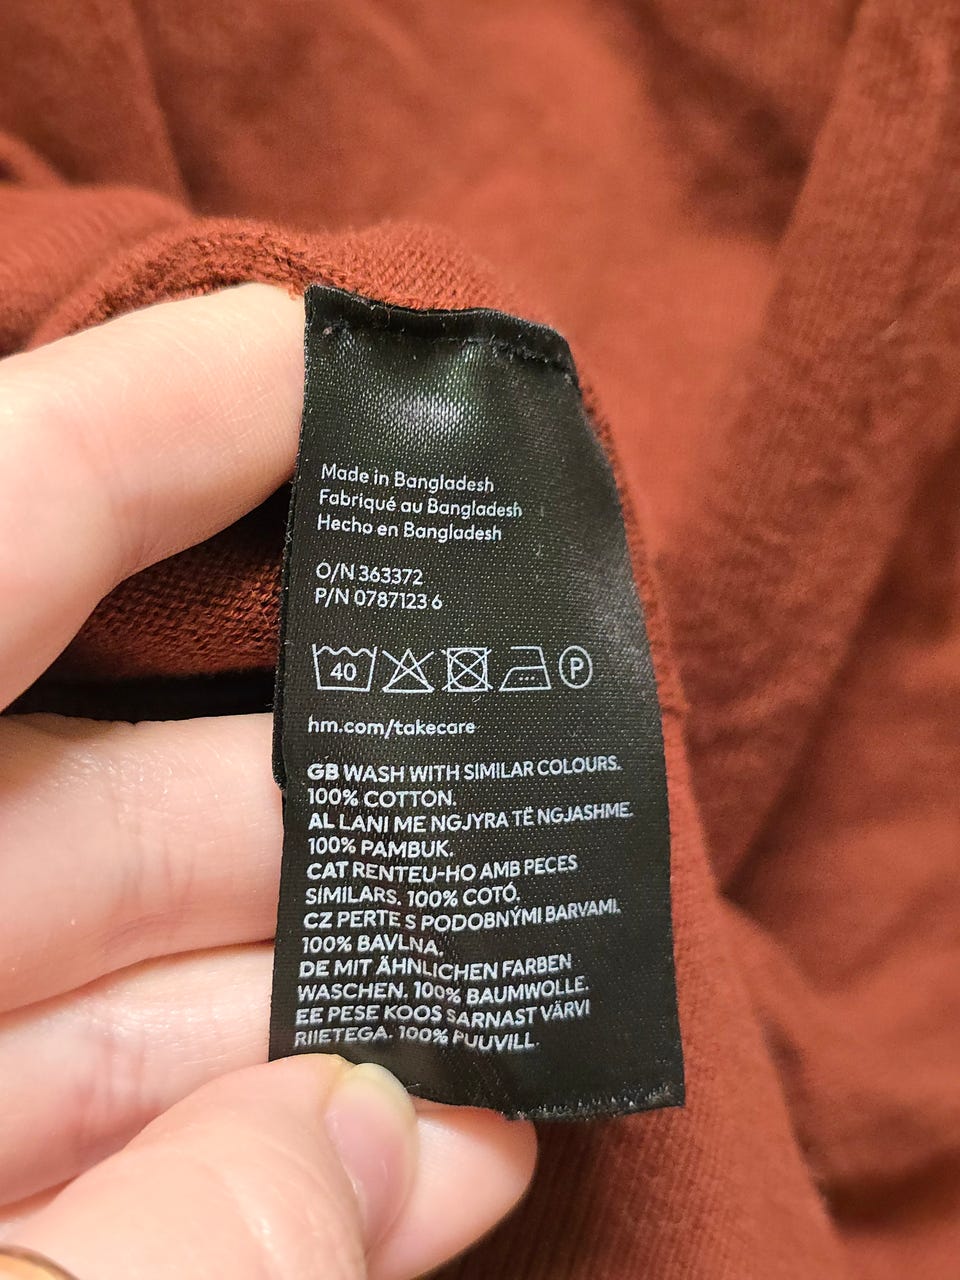 Made in Bangladesh
Fabriqué au Bangladesh
Hecho en Bangladesh
O/N 363372
P/N 0787123 6
40 P
hm.com/takecare
GB WASH WITH SIMILAR COLOURS.
100% COTTON.
AL LANI ME NGJYRA TË NGJASHME.
100% PAMBUK.
CAT RENTEU-HO AMB PECES
SIMILARS. 100% COTÓ.
CZ PERTE S PODOBNÝMI BARVAMI.
100% BAVLNA.
DE MIT ÄHNLICHEN FARBEN
WASCHEN. 100% BAUMWOLLE.
EE PESE KOOS SARNAST VÄRVI
RIIETEGA. 100% PUUVILL.